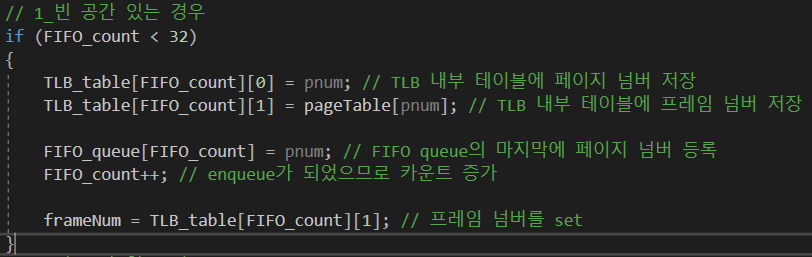 // 1_빈 공간 있는 경우
if (FIFO_count < 32)
{
TLB_table[FIFO_count][0] = pnum; // TLB 내부 테이블에 페이지 넘버 저장
TLB_table[FIFO_count][1] = pageTable[pnum]; // TLB 내부 테이블에 프레임 넘버 저장
FIFO_queue[FIFO_count] = pnum; // FIFO queue의 마지막에 페이지 넘버 등록
FIFO_count++; // enqueue가 되었으므로 카운트 증가
frameNum = TLB_table[FIFO_count][1]; // 프레임 넘버를 set
}